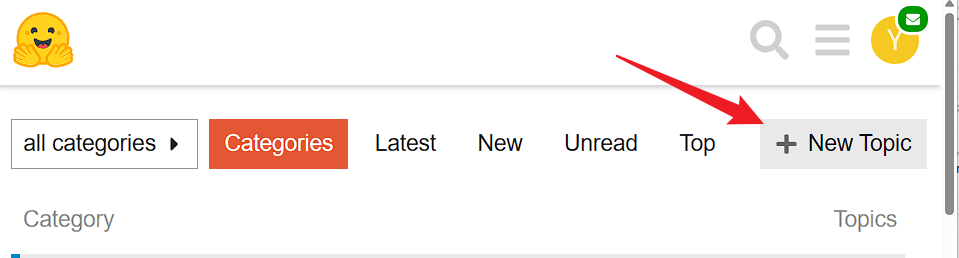 Y
all categories Categories Latest New Unread Top + New Topic
Category Topics